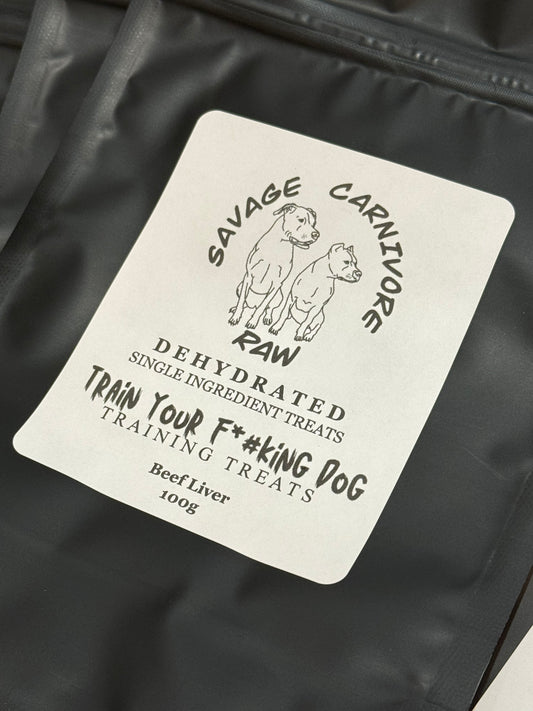 SAVAGE CARNIVORE
RAW
DEHYDRATED
SINGLE INGREDIENT TREATS
TRAIN YOUR F*#KING DOG
TRAINING TREATS
Beef Liver
100g